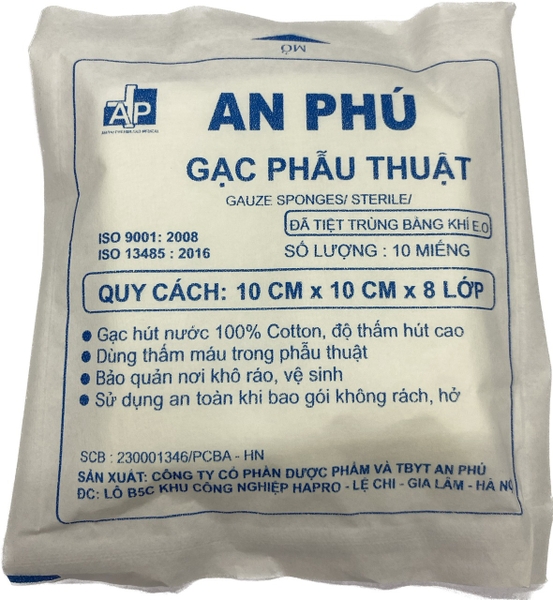 MỞ
AP
AN PHÚ
GẠC PHẪU THUẬT
GAUZE SPONGES/ STERILE/
ĐÃ TIỆT TRÙNG BẰNG KHÍ E.O
ISO 9001: 2008
ISO 13485 : 2016
SỐ LƯỢNG : 10 MIẾNG
QUY CÁCH: 10 CM x 10 CM x 8 LỚP
• Gạc hút nước 100% Cotton, độ thấm hút cao
• Dùng thấm máu trong phẫu thuật
• Bảo quản nơi khô ráo, vệ sinh
• Sử dụng an toàn khi bao gói không rách, hở
SCB : 230001346/PCBA - HN
SẢN XUẤT: CÔNG TY CỔ PHẦN DƯỢC PHẨM VÀ TBYT AN PHÚ
ĐC: LÔ B5C KHU CÔNG NGHIỆP HAPRO - LỆ CHI - GIA LÂM - HÀ NỘ